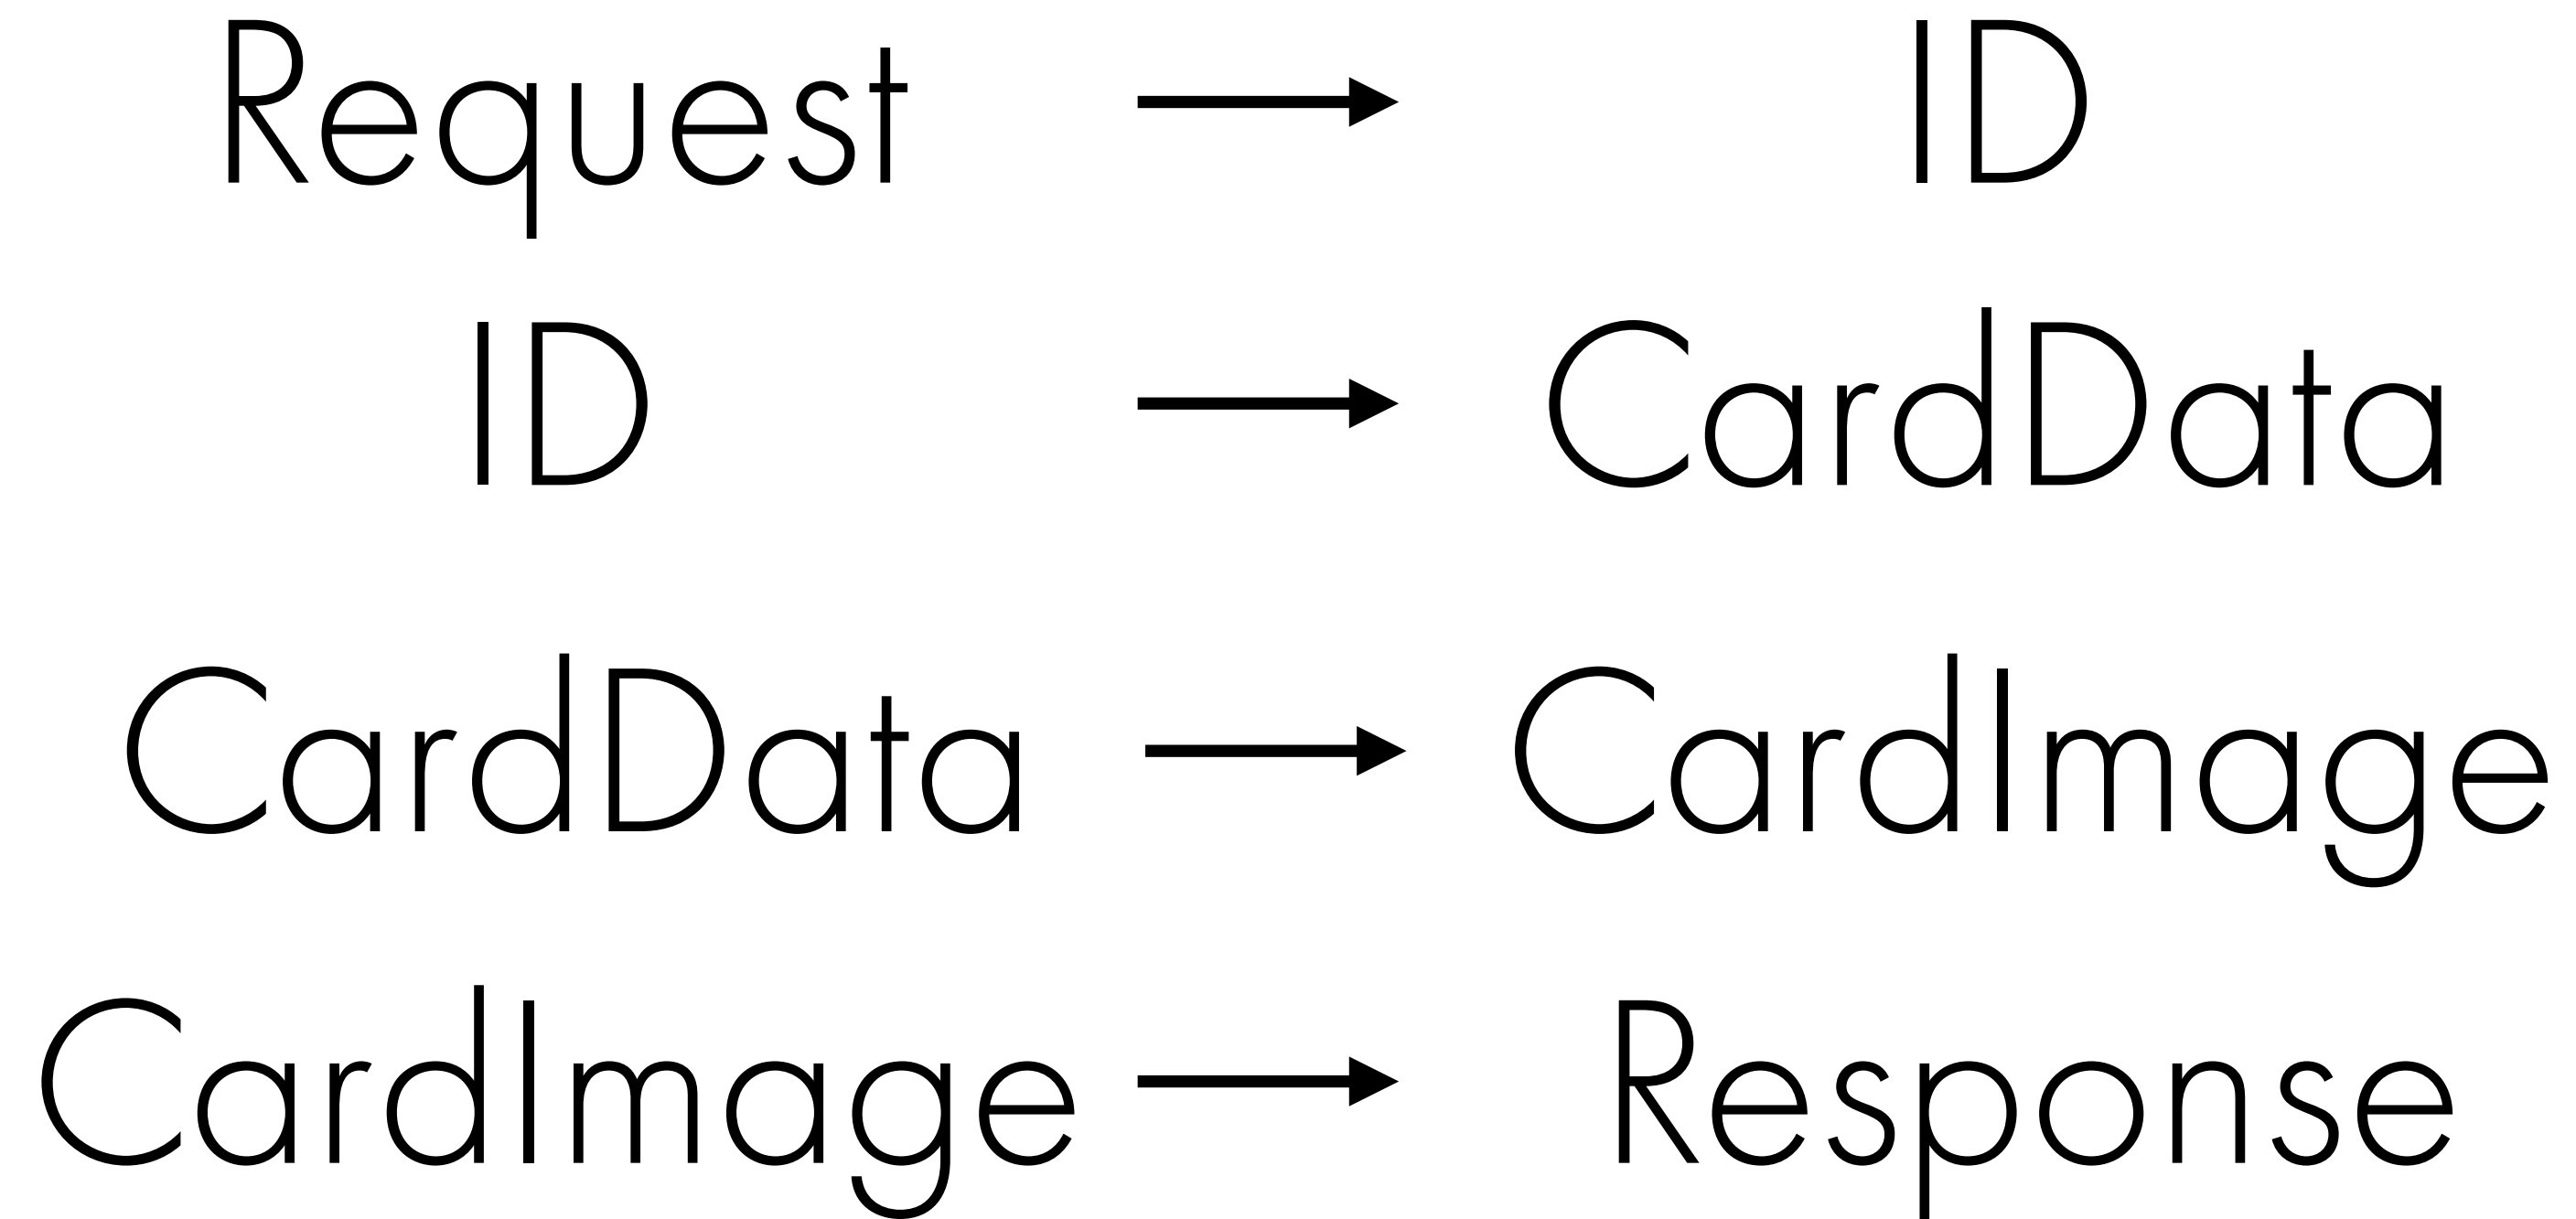 Request → ID
ID → CardData
CardData → CardImage
CardImage → Response